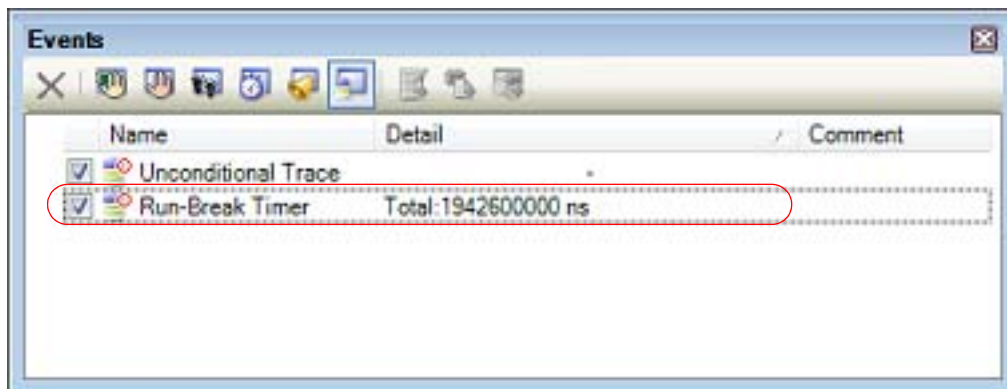 Events
Name Detail Comment
Unconditional Trace -
Run-Break Timer Total:1942600000 ns